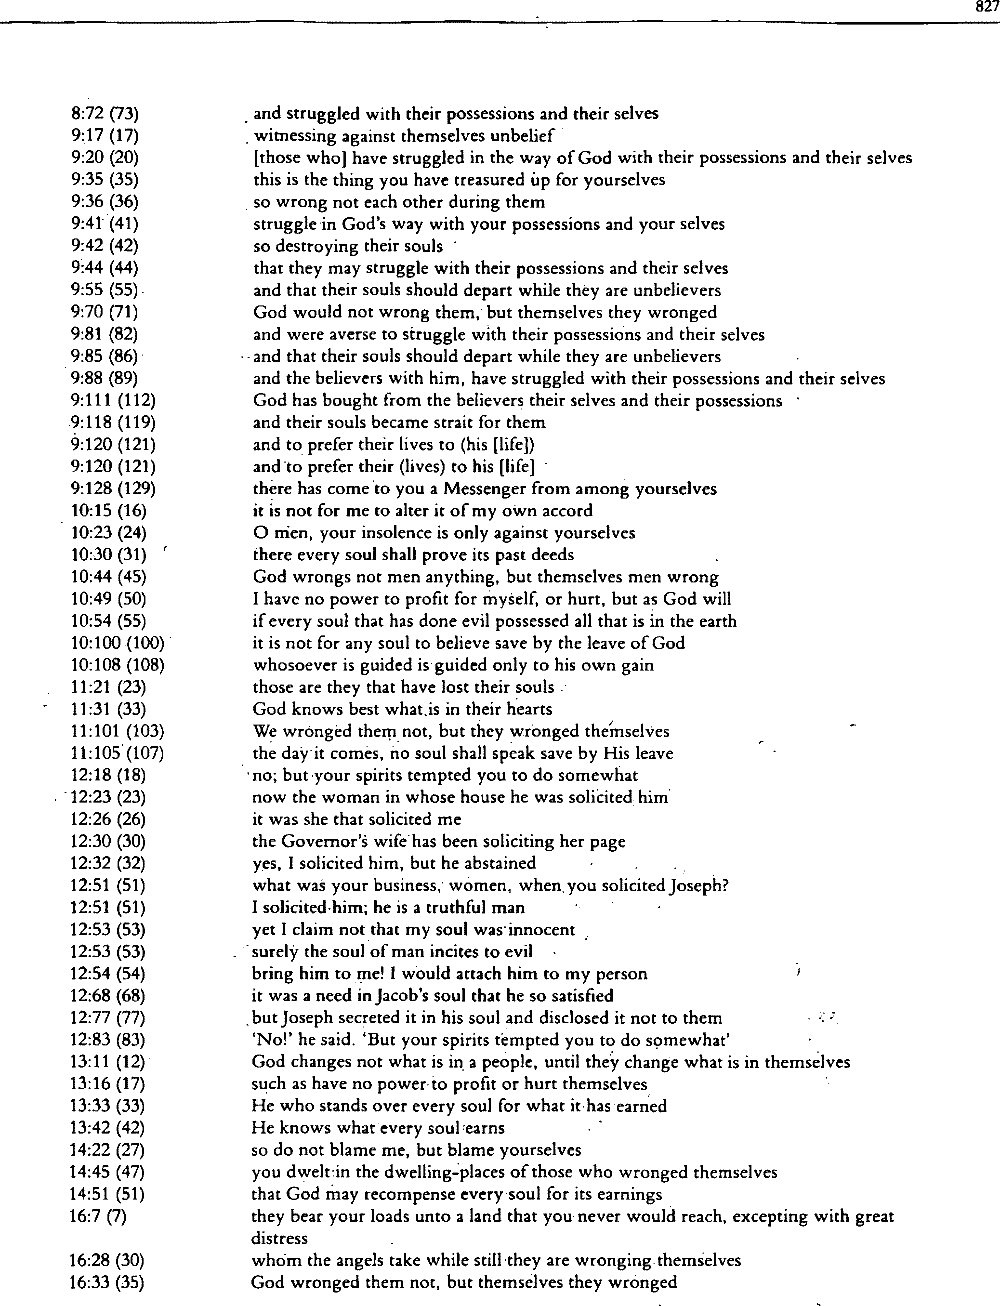 827
8:72 (73) and struggled with their possessions and their selves
9:17 (17) witnessing against themselves unbelief
9:20 (20) [those who] have struggled in the way of God with their possessions and their selves
9:35 (35) this is the thing you have treasured up for yourselves
9:36 (36) so wrong not each other during them
9:41 (41) struggle in God's way with your possessions and your selves
9:42 (42) so destroying their souls
9:44 (44) that they may struggle with their possessions and their selves
9:55 (55) and that their souls should depart while they are unbelievers
9:70 (71) God would not wrong them, but themselves they wronged
9:81 (82) and were averse to struggle with their possessions and their selves
9:85 (86) and that their souls should depart while they are unbelievers
9:88 (89) and the believers with him, have struggled with their possessions and their selves
9:111 (112) God has bought from the believers their selves and their possessions
9:118 (119) and their souls became strait for them
9:120 (121) and to prefer their lives to (his [life])
9:120 (121) and to prefer their (lives) to his [life]
9:128 (129) there has come to you a Messenger from among yourselves
10:15 (16) it is not for me to alter it of my own accord
10:23 (24) O men, your insolence is only against yourselves
10:30 (31) there every soul shall prove its past deeds
10:44 (45) God wrongs not men anything, but themselves men wrong
10:49 (50) I have no power to profit for myself, or hurt, but as God will
10:54 (55) if every soul that has done evil possessed all that is in the earth
10:100 (100) it is not for any soul to believe save by the leave of God
10:108 (108) whosoever is guided is guided only to his own gain
11:21 (23) those are they that have lost their souls
11:31 (33) God knows best what is in their hearts
11:101 (103) We wronged them not, but they wronged themselves
11:105 (107) the day it comes, no soul shall speak save by His leave
12:18 (18) no; but your spirits tempted you to do somewhat
12:23 (23) now the woman in whose house he was solicited him
12:26 (26) it was she that solicited me
12:30 (30) the Governor's wife has been soliciting her page
12:32 (32) yes, I solicited him, but he abstained
12:51 (51) what was your business, women, when you solicited Joseph?
12:51 (51) I solicited him; he is a truthful man
12:53 (53) yet I claim not that my soul was innocent
12:53 (53) surely the soul of man incites to evil
12:54 (54) bring him to me! I would attach him to my person
12:68 (68) it was a need in Jacob's soul that he so satisfied
12:77 (77) but Joseph secreted it in his soul and disclosed it not to them
12:83 (83) 'No!' he said. 'But your spirits tempted you to do somewhat'
13:11 (12) God changes not what is in a people, until they change what is in themselves
13:16 (17) such as have no power to profit or hurt themselves
13:33 (33) He who stands over every soul for what it has earned
13:42 (42) He knows what every soul earns
14:22 (27) so do not blame me, but blame yourselves
14:45 (47) you dwelt in the dwelling-places of those who wronged themselves
14:51 (51) that God may recompense every soul for its earnings
16:7 (7) they bear your loads unto a land that you never would reach, excepting with great
distress
16:28 (30) whom the angels take while still they are wronging themselves
16:33 (35) God wronged them not, but themselves they wronged